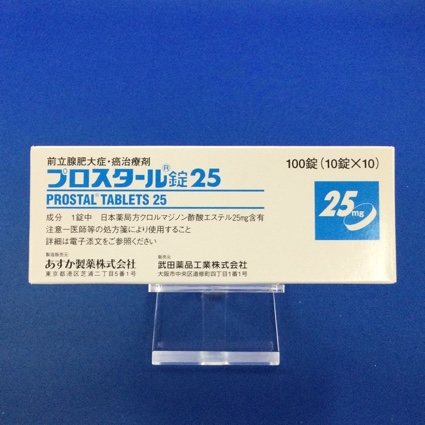 前立腺肥大症・癌治療剤
プロスタール®錠25
100錠(10錠×10)
PROSTAL® TABLETS 25
25mg
成分 1錠中 日本薬局方クロルマジノン酢酸エステル25mg含有
注意－医師等の処方箋により使用すること
詳細は電子添文をご参照ください
製造販売元
あすか製薬株式会社
東京都港区芝浦二丁目5番1号
販売元
武田薬品工業株式会社
大阪市中央区道修町四丁目1番1号